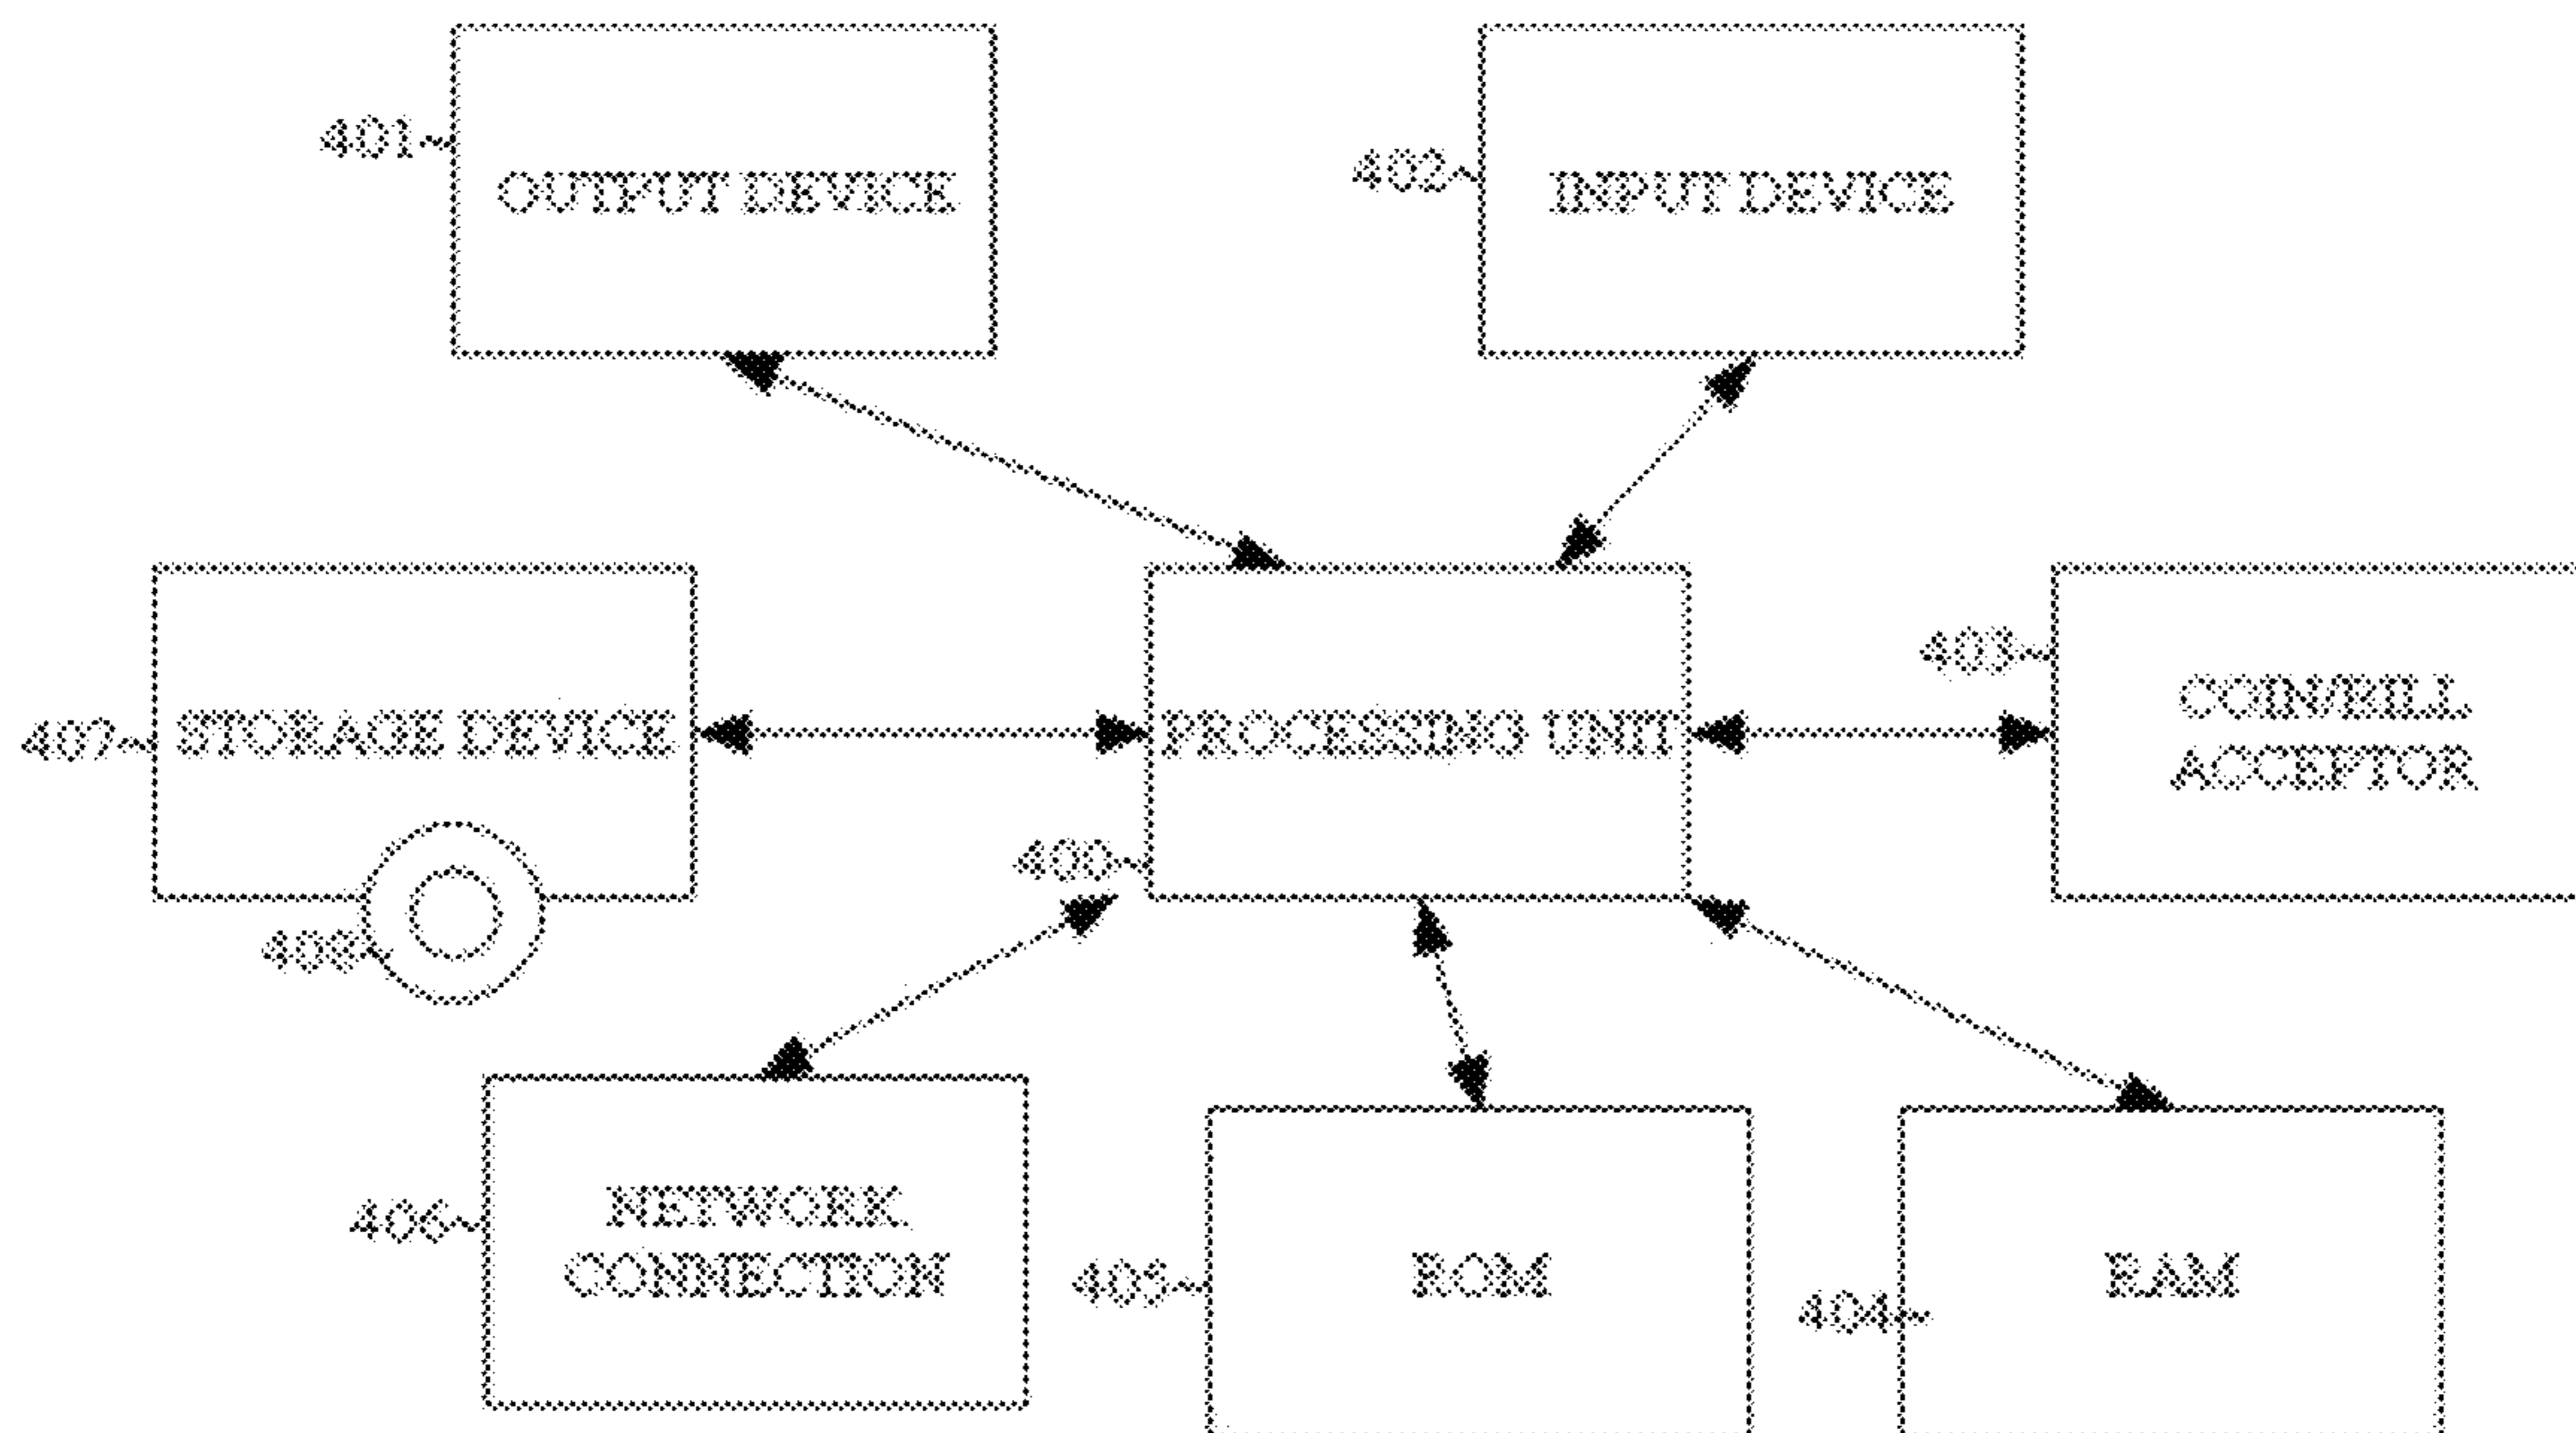 401
OUTPUT DEVICE
402
INPUT DEVICE
407
STORAGE DEVICE
408
400
PROCESSING UNIT
403
COIN/BILL
ACCEPTOR
406
NETWORK
CONNECTION
405
ROM
404
RAM